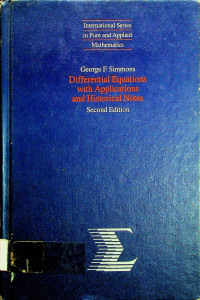 International Series
in Pure and Applied
Mathematics
George F. Simmons
Differential Equations
with Applications
and Historical Notes
Second Edition